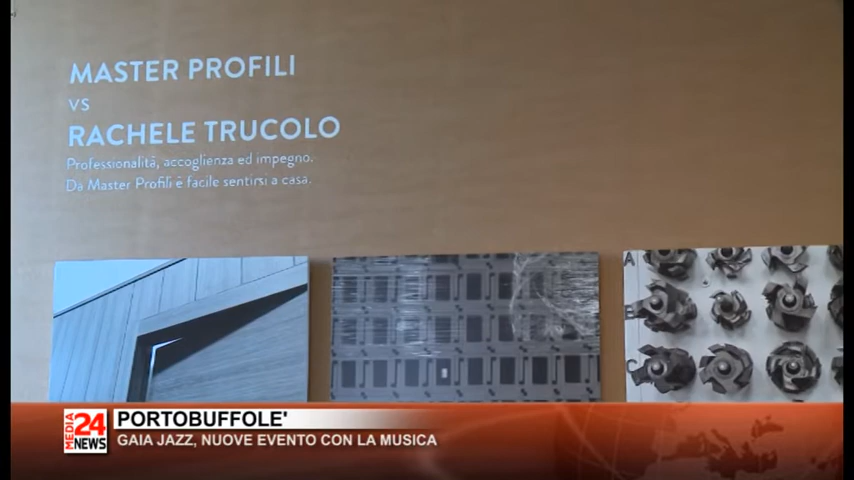 MASTER PROFILI
vs
RACHELE TRUCOLO
Professionalità, accoglienza ed impegno.
Da Master Profili è facile sentirsi a casa.
A
B
C
MEDIA
24
NEWS
PORTOBUFFOLE'
GAIA JAZZ, NUOVE EVENTO CON LA MUSICA